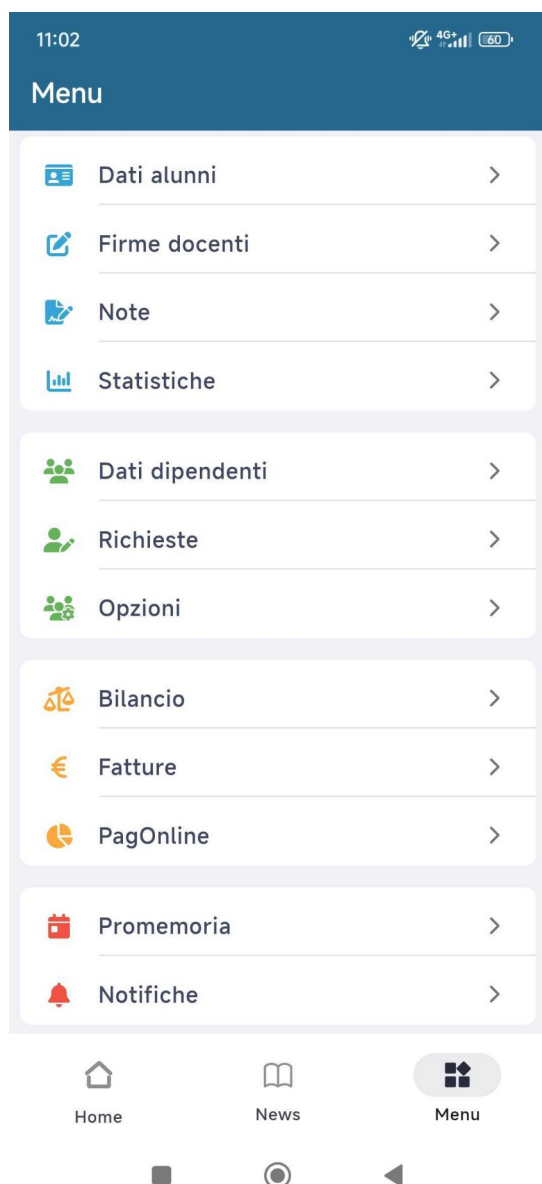 11:02
4G+
60
Menu
Dati alunni
Firme docenti
Note
Statistiche
Dati dipendenti
Richieste
Opzioni
Bilancio
Fatture
PagOnline
Promemoria
Notifiche
Home
News
Menu